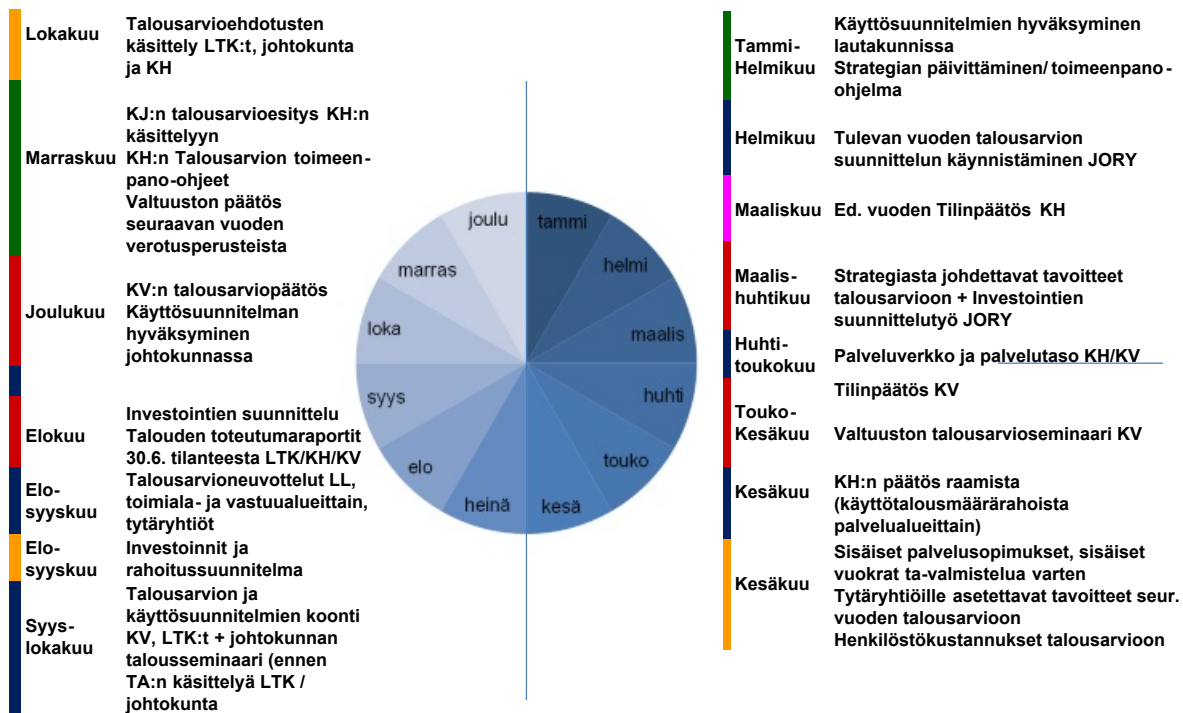 Lokakuu
Talousarvioehdotusten
käsittely LTK:t, johtokunta
ja KH
Marraskuu
KJ:n talousarvioesitys KH:n
käsittelyyn
KH:n Talousarvion toimeen-
pano-ohjeet
Valtuuston päätös
seuraavan vuoden
verotusperusteista
Joulukuu
KV:n talousarviopäätös
Käyttösuunnitelman
hyväksyminen
johtokunnassa
Elokuu
Investointien suunnittelu
Talouden toteutumaraportit
30.6. tilanteesta LTK/KH/KV
Elo-
syyskuu
Talousarvioneuvottelut LL,
toimiala- ja vastuualueittain,
tytäryhtiöt
Elo-
syyskuu
Investoinnit ja
rahoitussuunnitelma
Syys-
lokakuu
Talousarvion ja
käyttösuunnitelmien koonti
KV, LTK:t + johtokunnan
talousseminaari (ennen
TA:n käsittelyä LTK /
johtokunta
joulu
tammi
marras
helmi
loka
maalis
syys
huhti
elo
touko
heinä
kesä
Tammi-
Helmikuu
Käyttösuunnitelmien hyväksyminen
lautakunnissa
Strategian päivittäminen/ toimeenpano-
ohjelma
Helmikuu
Tulevan vuoden talousarvion
suunnittelun käynnistäminen JORY
Maaliskuu
Ed. vuoden Tilinpäätös KH
Maalis-
huhtikuu
Strategiasta johdettavat tavoitteet
talousarvioon + Investointien
suunnittelutyö JORY
Huhti-
toukokuu
Palveluverkko ja palvelutaso KH/KV
Touko-
Kesäkuu
Tilinpäätös KV
Valtuuston talousarvioseminaari KV
Kesäkuu
KH:n päätös raamista
(käyttötalousmäärärahoista
palvelualueittain)
Kesäkuu
Sisäiset palvelusopimukset, sisäiset
vuokrat ta-valmistelua varten
Tytäryhtiöille asetettavat tavoitteet seur.
vuoden talousarvioon
Henkilöstökustannukset talousarvioon